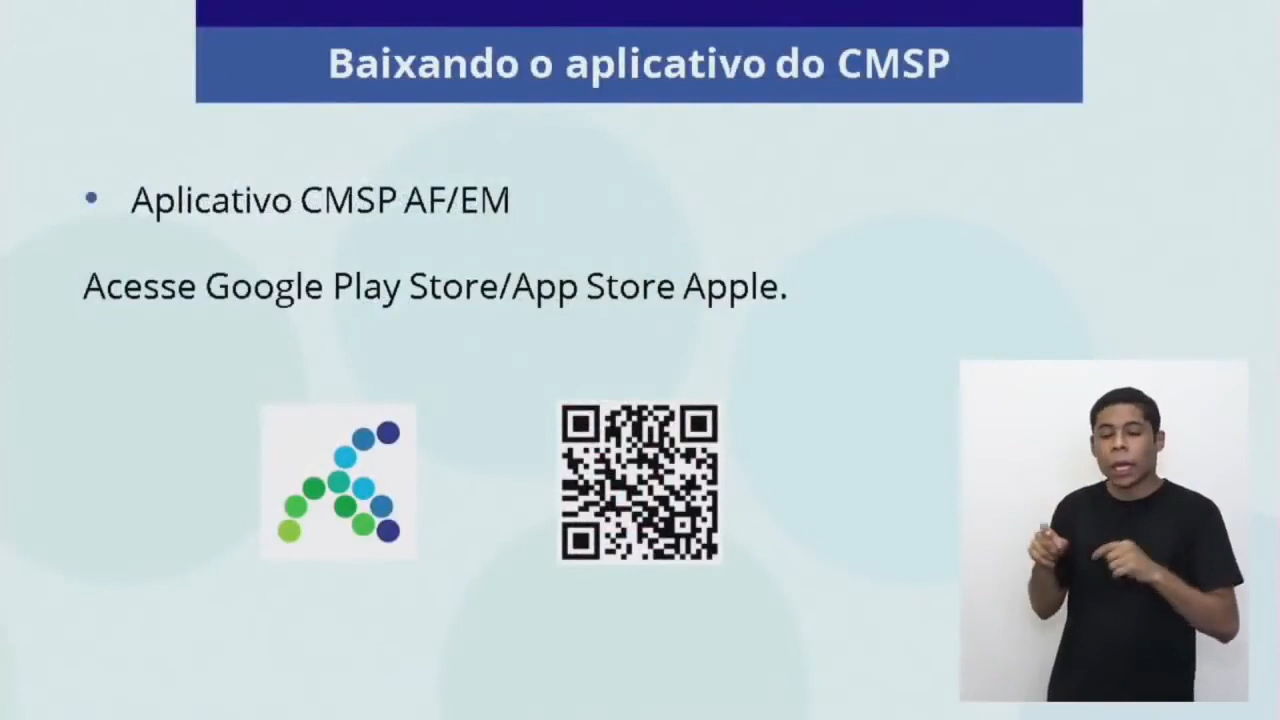 Baixando o aplicativo do CMSP
• Aplicativo CMSP AF/EM
Acesse Google Play Store/App Store Apple.